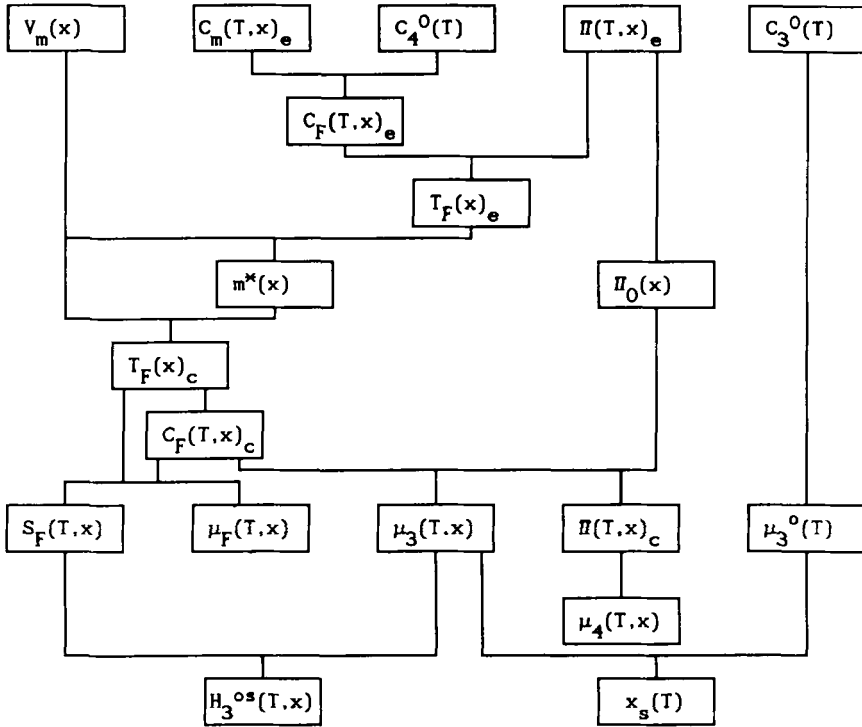 V_m(x)
C_m(T,x)_e
C_4^o(T)
Π(T,x)_e
C_3^o(T)
C_F(T,x)_e
T_F(x)_e
m*(x)
Π_0(x)
T_F(x)_c
C_F(T,x)_c
S_F(T,x)
μ_F(T,x)
μ_3(T.x)
Π(T,x)_c
μ_3^o(T)
μ_4(T,x)
H_3^os(T,x)
x_s(T)